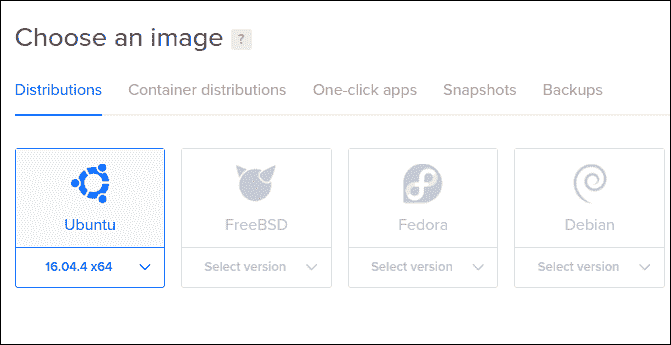 Choose an image ?
Distributions Container distributions One-click apps Snapshots Backups
Ubuntu FreeBSD Fedora Debian
16.04.4 x64 Select version Select version Select version